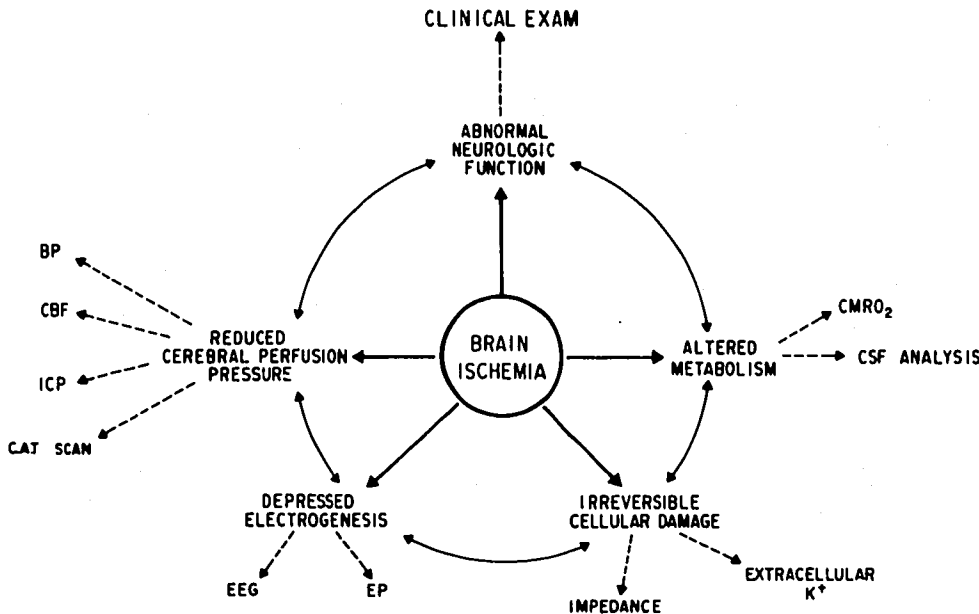 CLINICAL EXAM
ABNORMAL
NEUROLOGIC
FUNCTION
BP
CBF
ICP
CAT SCAN
REDUCED
CEREBRAL PERFUSION
PRESSURE
BRAIN
ISCHEMIA
ALTERED
METABOLISM
CMRO₂
CSF ANALYSIS
DEPRESSED
ELECTROGENESIS
EEG
EP
IRREVERSIBLE
CELLULAR DAMAGE
IMPEDANCE
EXTRACELLULAR
K⁺